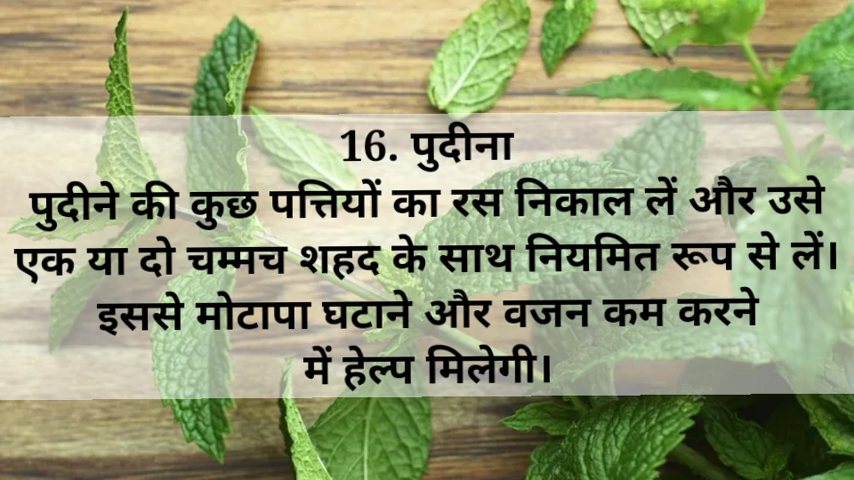 16. पुदीना
पुदीने की कुछ पत्तियों का रस निकाल लें और उसे
एक या दो चम्मच शहद के साथ नियमित रूप से लें।
इससे मोटापा घटाने और वजन कम करने
में हेल्प मिलेगी।